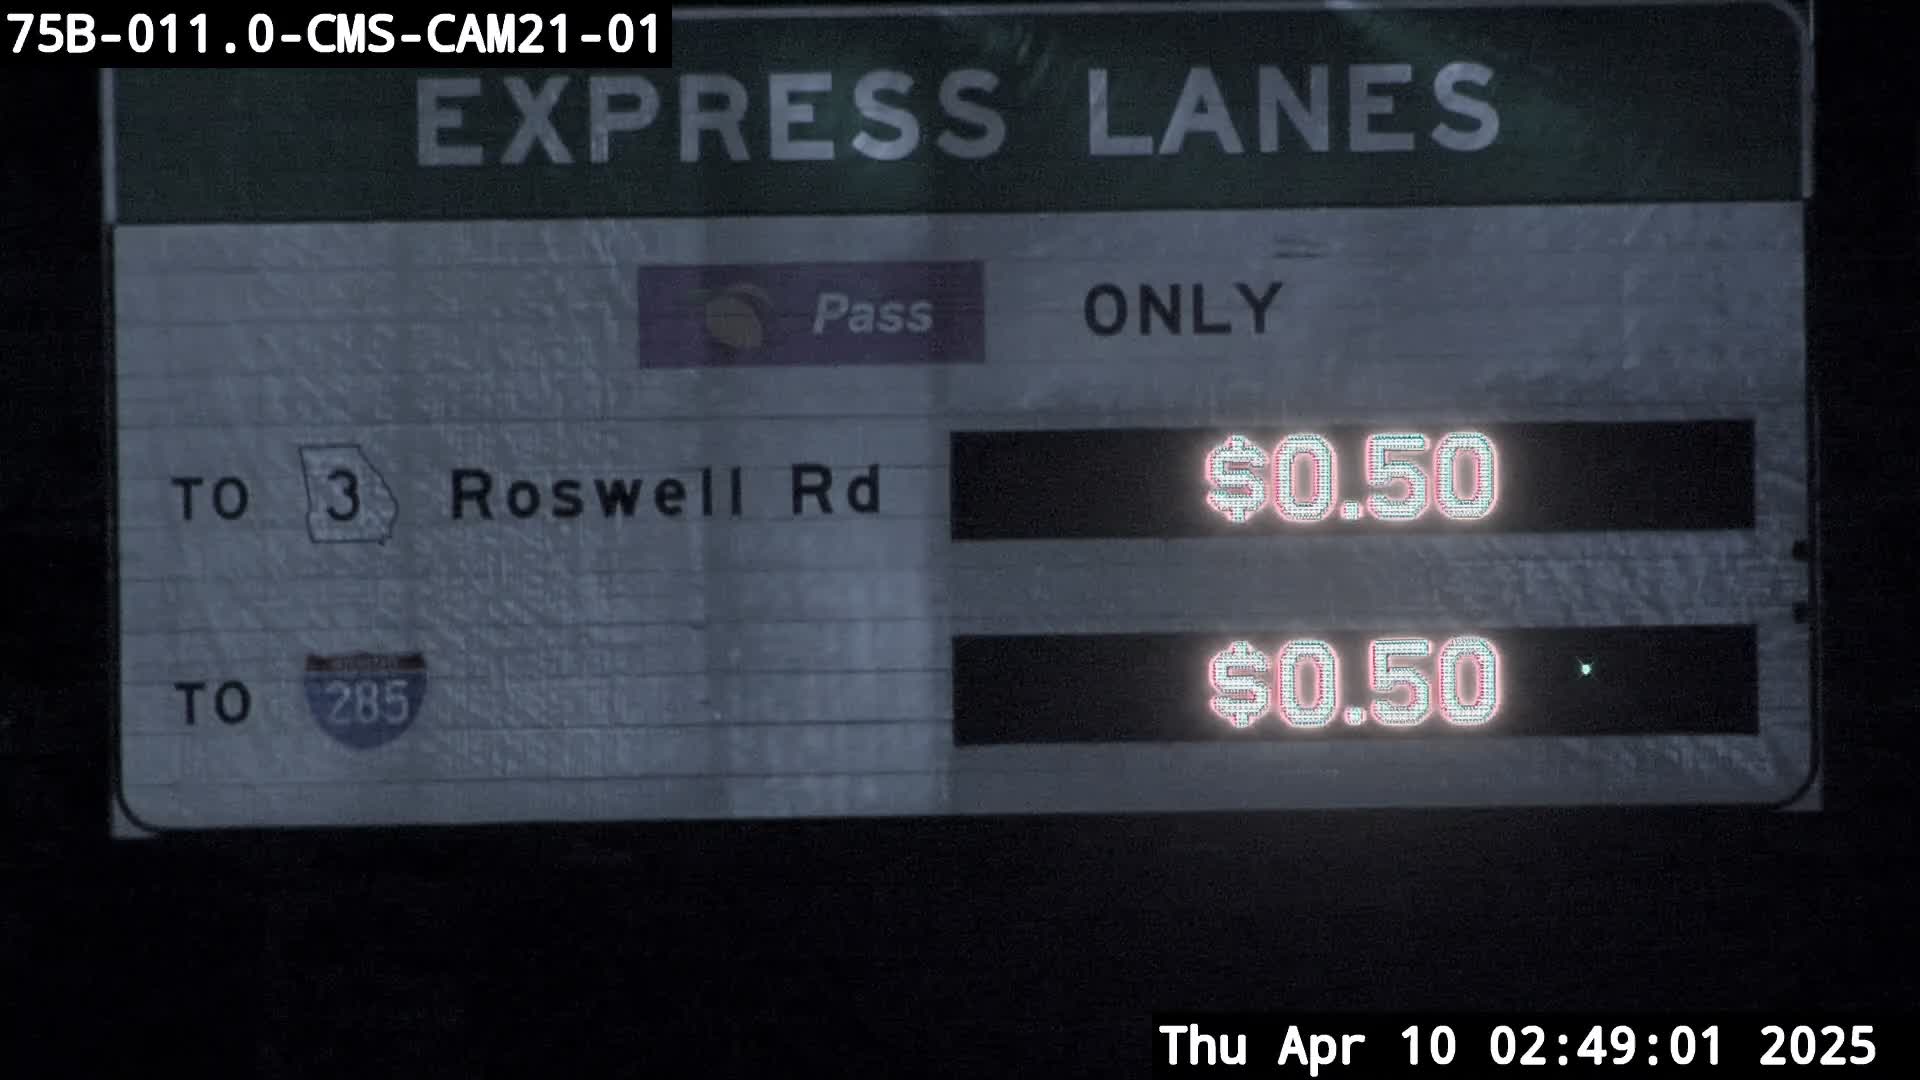 75B-011.0-CMS-CAM21-01
EXPRESS LANES
Pass ONLY
TO 3 Roswell Rd $0.50
TO 285 $0.50
Thu Apr 10 02:49:01 2025